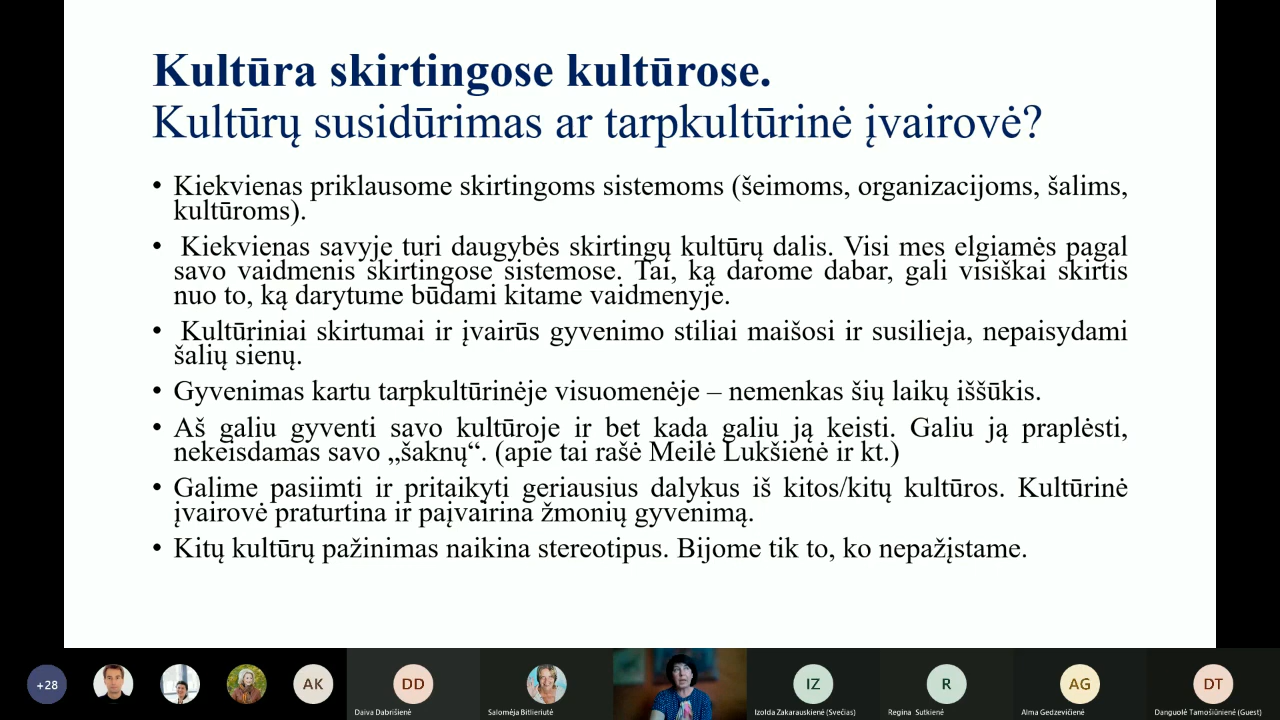 Kultūra skirtingose kultūrose.
Kultūrų susidūrimas ar tarpkultūrinė įvairovė?
• Kiekvienas priklausome skirtingoms sistemoms (šeimoms, organizacijoms, šalims,
kultūroms).
• Kiekvienas savyje turi daugybės skirtingų kultūrų dalis. Visi mes elgiamės pagal
savo vaidmenis skirtingose sistemose. Tai, ką darome dabar, gali visiškai skirtis
nuo to, ką darytume būdami kitame vaidmenyje.
• Kultūriniai skirtumai ir įvairūs gyvenimo stiliai maišosi ir susilieja, nepaisydami
šalių sienų.
• Gyvenimas kartu tarpkultūrinėje visuomenėje – nemenkas šių laikų iššūkis.
• Aš galiu gyventi savo kultūroje ir bet kada galiu ją keisti. Galiu ją praplėsti,
nekeisdamas savo „šaknų“. (apie tai rašė Meilė Lukšienė ir kt.)
• Galime pasiimti ir pritaikyti geriausius dalykus iš kitos/kitų kultūros. Kultūrinė
įvairovė praturtina ir paįvairina žmonių gyvenimą.
• Kitų kultūrų pažinimas naikina stereotipus. Bijome tik to, ko nepažįstame.
+28 AK DD IZ R AG DT
Daiva Dabrišienė Salomėja Bitlieriutė Izolda Zakarauskienė (Svečias) Regina Sutkienė Alma Gedzevičienė Danguolė Tamošiūnienė (Guest)